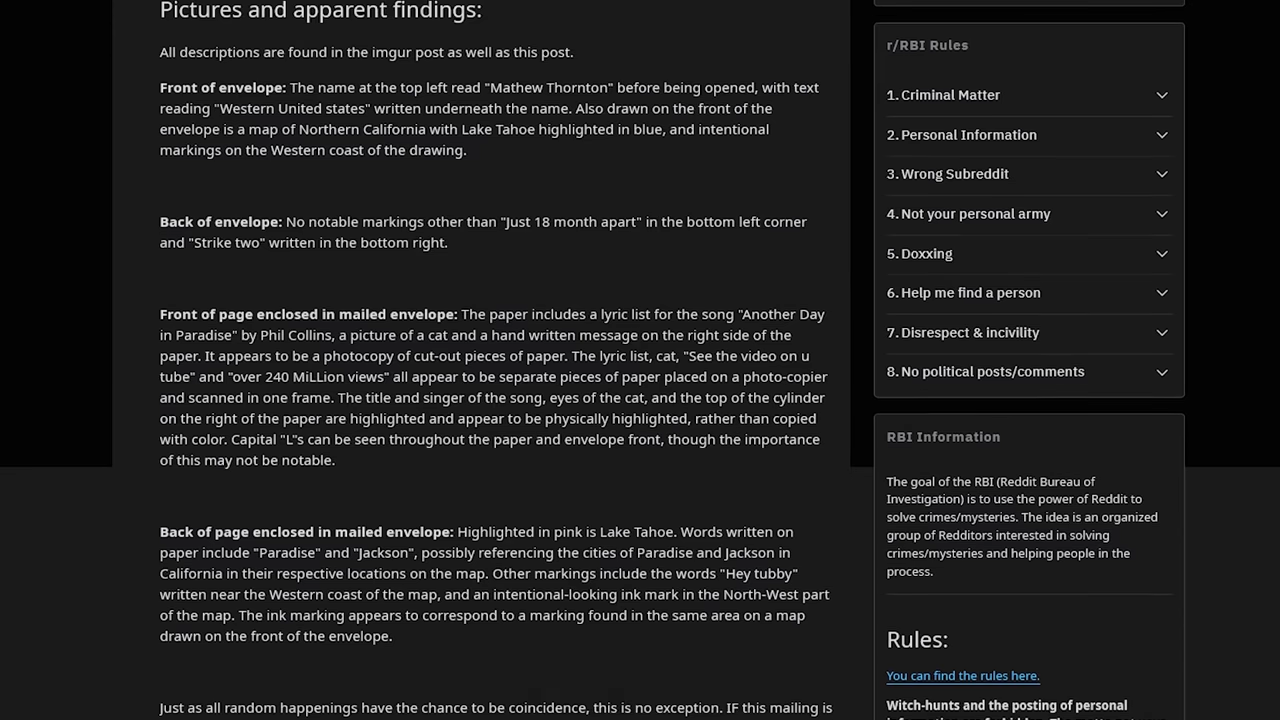 Pictures and apparent findings:
All descriptions are found in the imgur post as well as this post.
Front of envelope: The name at the top left read "Mathew Thornton" before being opened, with text
reading "Western United states" written underneath the name. Also drawn on the front of the
envelope is a map of Northern California with Lake Tahoe highlighted in blue, and intentional
markings on the Western coast of the drawing.
Back of envelope: No notable markings other than "Just 18 month apart" in the bottom left corner
and "Strike two" written in the bottom right.
Front of page enclosed in mailed envelope: The paper includes a lyric list for the song "Another Day
in Paradise" by Phil Collins, a picture of a cat and a hand written message on the right side of the
paper. It appears to be a photocopy of cut-out pieces of paper. The lyric list, cat, "See the video on u
tube" and "over 240 MiLLion views" all appear to be separate pieces of paper placed on a photo-copier
and scanned in one frame. The title and singer of the song, eyes of the cat, and the top of the cylinder
on the right of the paper are highlighted and appear to be physically highlighted, rather than copied
with color. Capital "L"s can be seen throughout the paper and envelope front, though the importance
of this may not be notable.
Back of page enclosed in mailed envelope: Highlighted in pink is Lake Tahoe. Words written on
paper include "Paradise" and "Jackson", possibly referencing the cities of Paradise and Jackson in
California in their respective locations on the map. Other markings include the words "Hey tubby"
written near the Western coast of the map, and an intentional-looking ink mark in the North-West part
of the map. The ink marking appears to correspond to a marking found in the same area on a map
drawn on the front of the envelope.
Just as all random happenings have the chance to be coincidence, this is no exception. IF this mailing is
r/RBI Rules
1. Criminal Matter
2. Personal Information
3. Wrong Subreddit
4. Not your personal army
5. Doxxing
6. Help me find a person
7. Disrespect & incivility
8. No political posts/comments
RBI Information
The goal of the RBI (Reddit Bureau of
Investigation) is to use the power of Reddit to
solve crimes/mysteries. The idea is an organized
group of Redditors interested in solving
crimes/mysteries and helping people in the
process.
Rules:
You can find the rules here.
Witch-hunts and the posting of personal